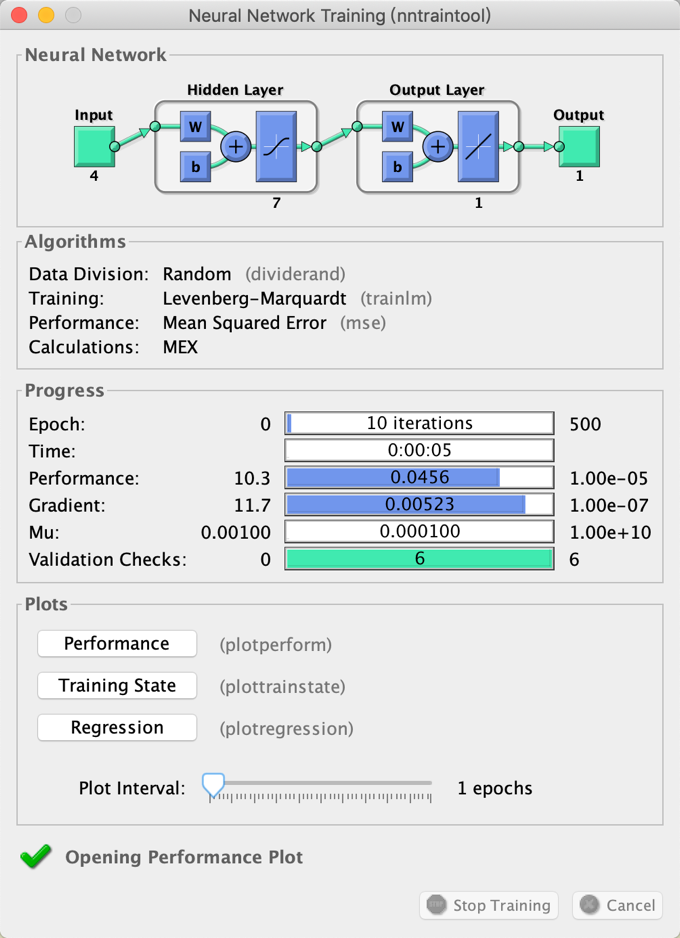 Neural Network Training (nntraintool)
Neural Network
Hidden Layer Output Layer
Input Output
W W
b b
+ +
4 1
7 1
Algorithms
Data Division: Random (dividerand)
Training: Levenberg-Marquardt (trainlm)
Performance: Mean Squared Error (mse)
Calculations: MEX
Progress
Epoch: 0 10 iterations 500
Time: 0:00:05
Performance: 10.3 0.0456 1.00e-05
Gradient: 11.7 0.00523 1.00e-07
Mu: 0.00100 0.000100 1.00e+10
Validation Checks: 0 6 6
Plots
Performance (plotperform)
Training State (plottrainstate)
Regression (plotregression)
Plot Interval: 1 epochs
Opening Performance Plot
Stop Training Cancel